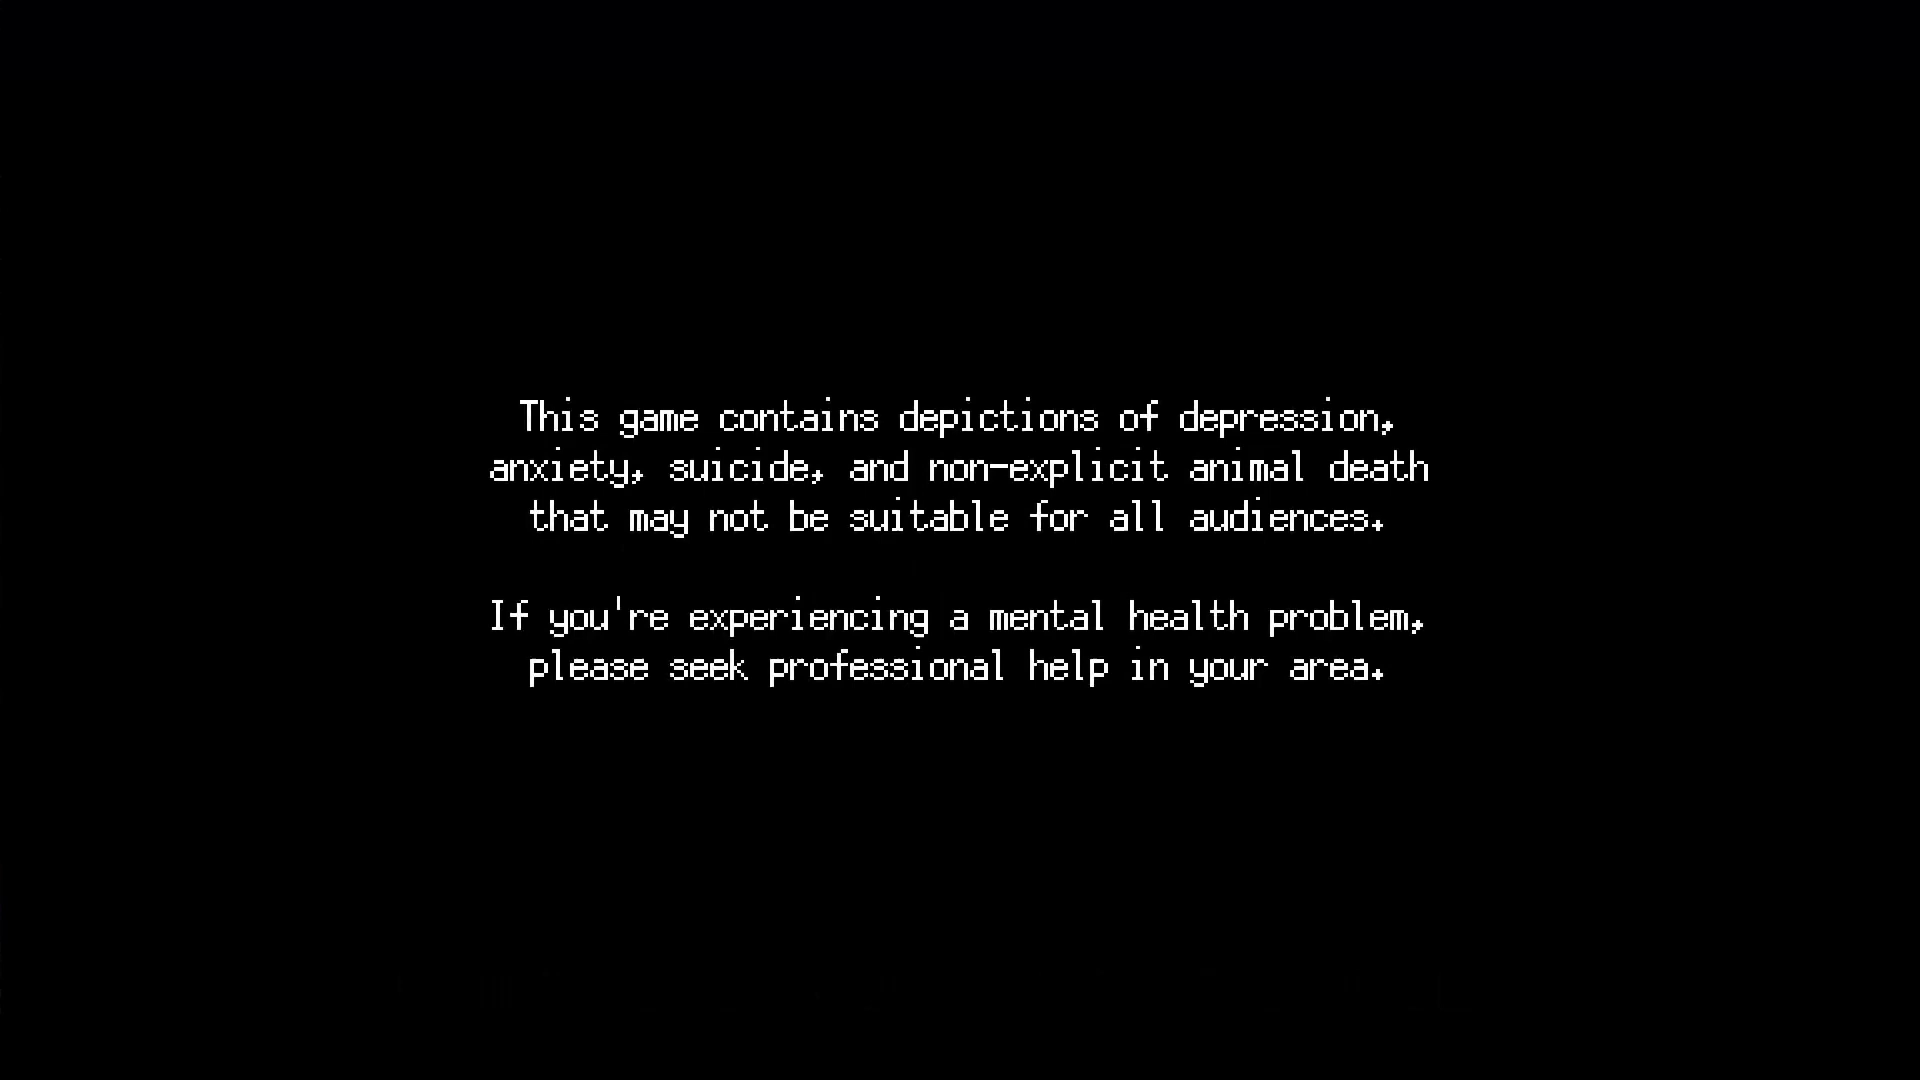 This game contains depictions of depression,
anxiety, suicide, and non-explicit animal death
that may not be suitable for all audiences.
If you're experiencing a mental health problem,
please seek professional help in your area.